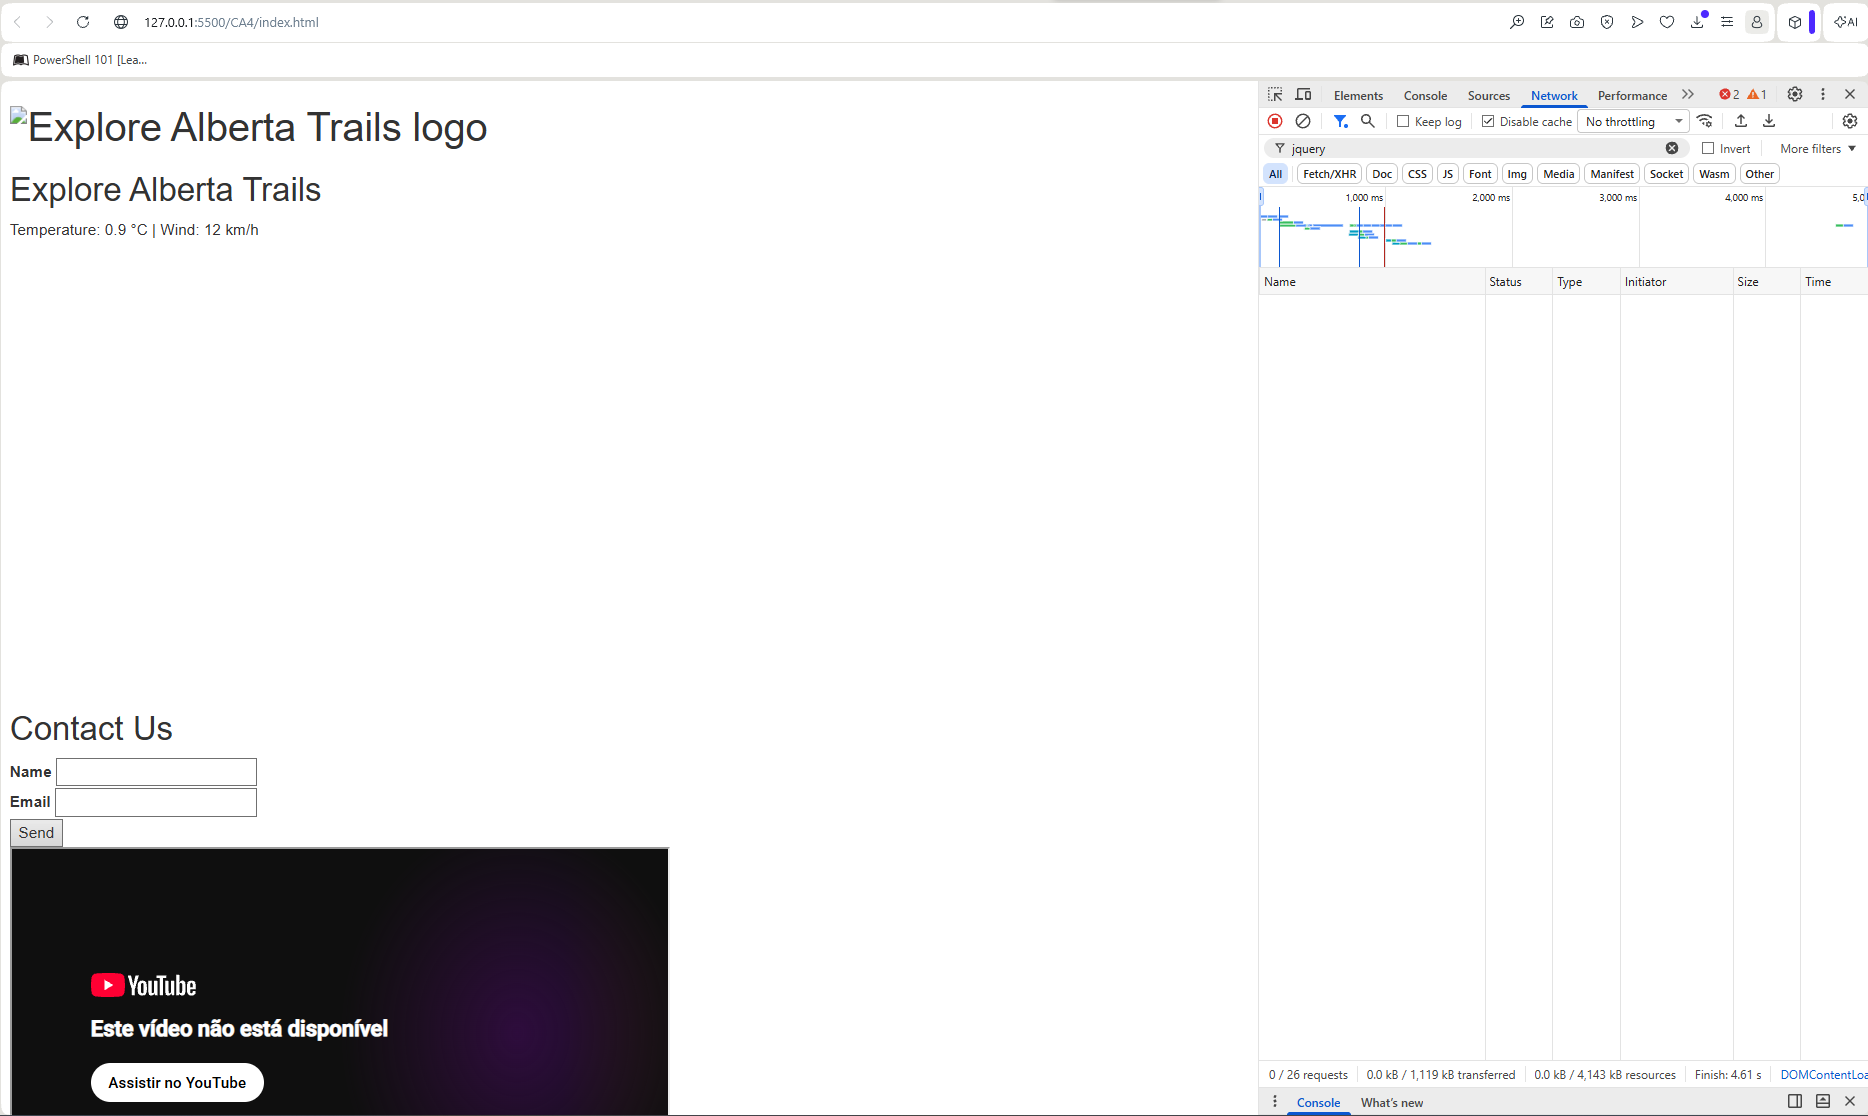 127.0.0.1:5500/CA4/index.html
AI
PowerShell 101 [Lea...
Explore Alberta Trails logo
Explore Alberta Trails
Temperature: 0.9 °C | Wind: 12 km/h
Contact Us
Name
Email
Send
YouTube
Este vídeo não está disponível
Assistir no YouTube
Elements Console Sources Network Performance 2 1
Keep log Disable cache No throttling
jquery Invert More filters
All Fetch/XHR Doc CSS JS Font Img Media Manifest Socket Wasm Other
1,000 ms 2,000 ms 3,000 ms 4,000 ms 5,0
Name Status Type Initiator Size Time
0 / 26 requests 0.0 kB / 1,119 kB transferred 0.0 kB / 4,143 kB resources Finish: 4.61 s DOMContentLoa
Console What's new